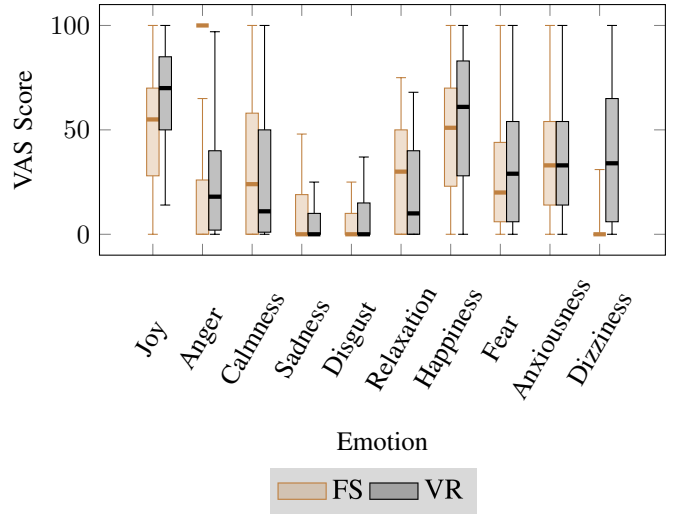 100
50
0
VAS Score
Joy
Anger
Calmness
Sadness
Disgust
Relaxation
Happiness
Fear
Anxiousness
Dizziness
Emotion
FS VR